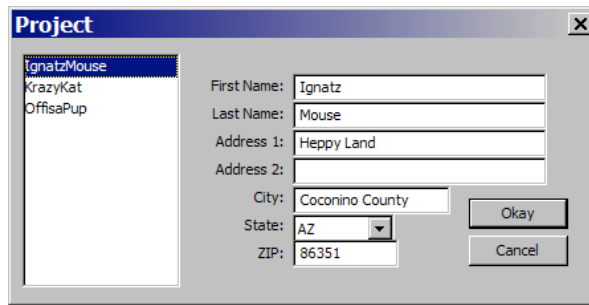 Project
IgnatzMouse
KrazyKat
OffisaPup
First Name: Ignatz
Last Name: Mouse
Address 1: Heppy Land
Address 2:
City: Coconino County
State: AZ
ZIP: 86351
Okay
Cancel